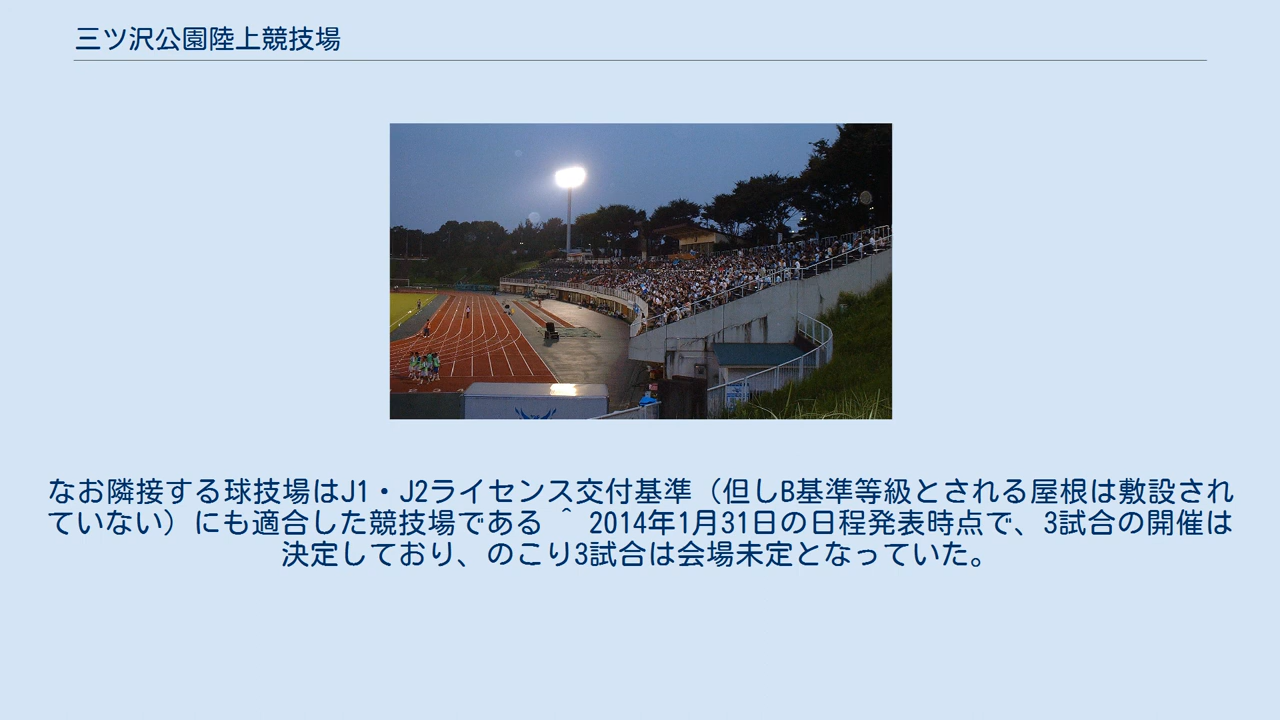 三ツ沢公園陸上競技場
なお隣接する球技場はJ1・J2ライセンス交付基準（但しB基準等級とされる屋根は敷設され
ていない）にも適合した競技場である ^ 2014年1月31日の日程発表時点で、3試合の開催は
決定しており、のこり3試合は会場未定となっていた。